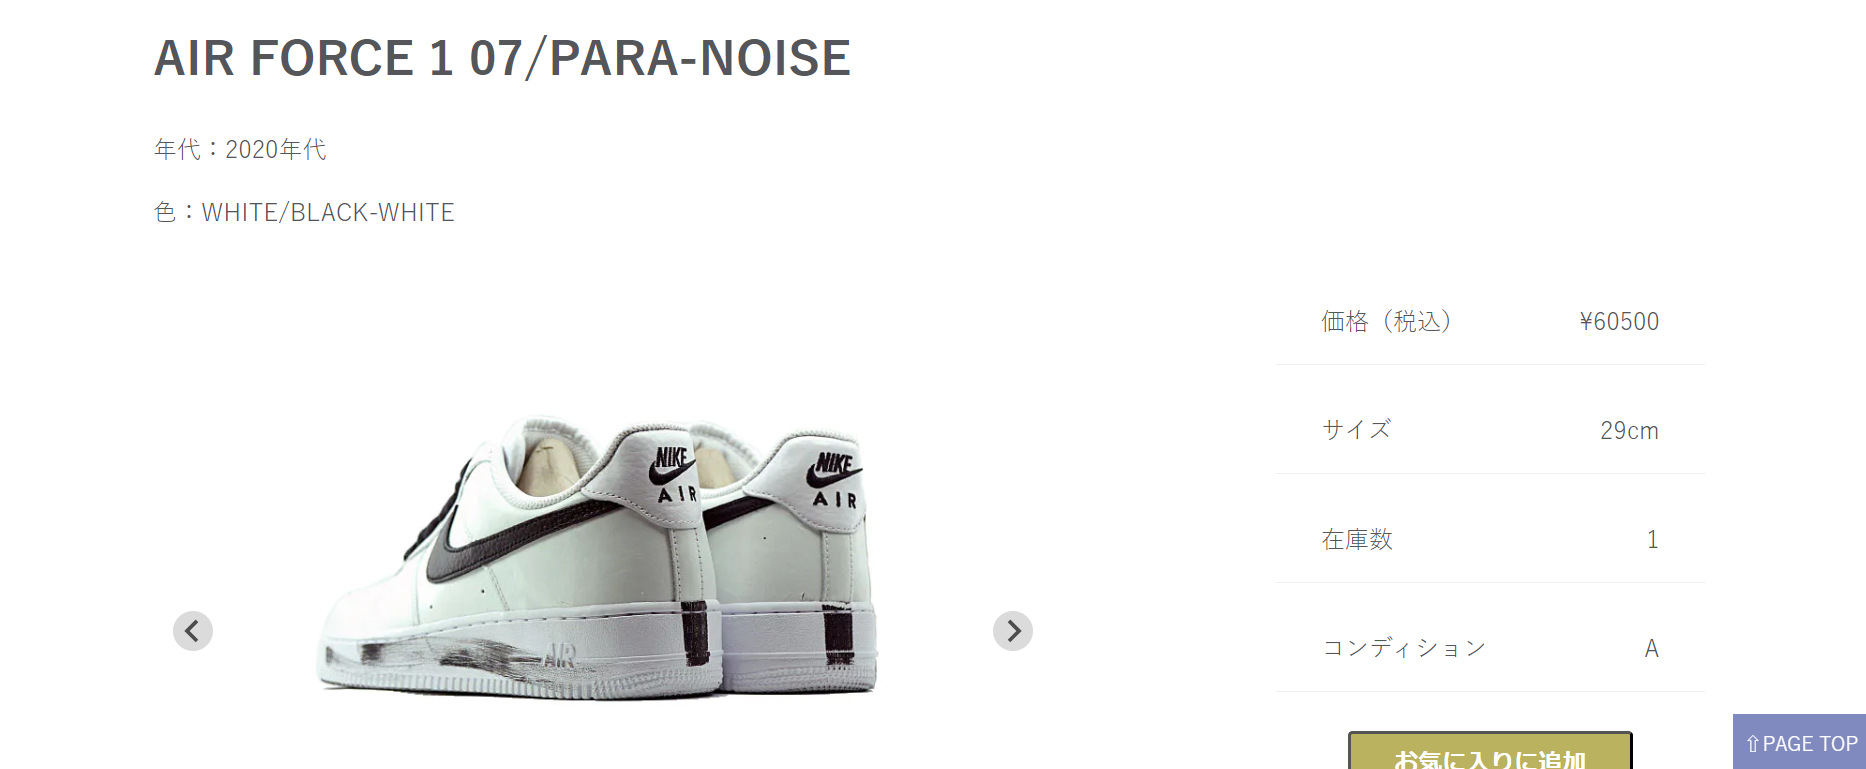 AIR FORCE 1 07/PARA-NOISE
年代：2020年代
色：WHITE/BLACK-WHITE
価格（税込） ¥60500
サイズ 29cm
在庫数 1
コンディション A
NIKE
AIR
NIKE
AIR
AIR
お気に入りに追加
⇧PAGE TOP